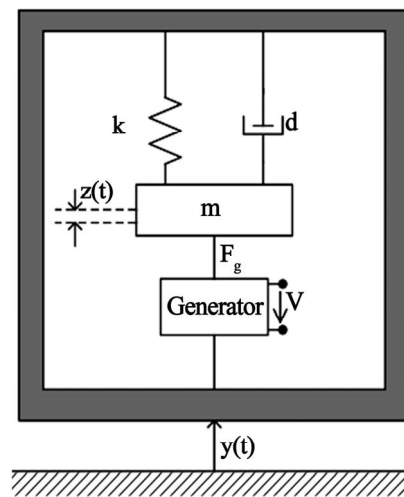 k
d
z(t)
m
F_g
Generator
V
y(t)